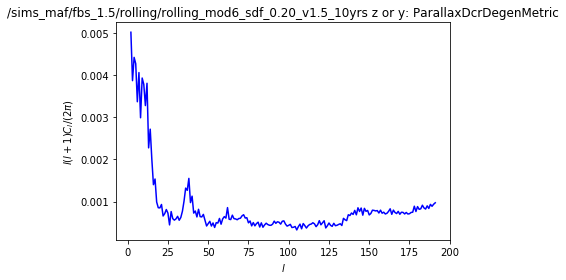 /sims_maf/fbs_1.5/rolling/rolling_mod6_sdf_0.20_v1.5_10yrs z or y: ParallaxDcrDegenMetric
0.005
0.004
0.003
0.002
0.001
l(l + 1)C_l/(2π)
0 25 50 75 100 125 150 175 200
l